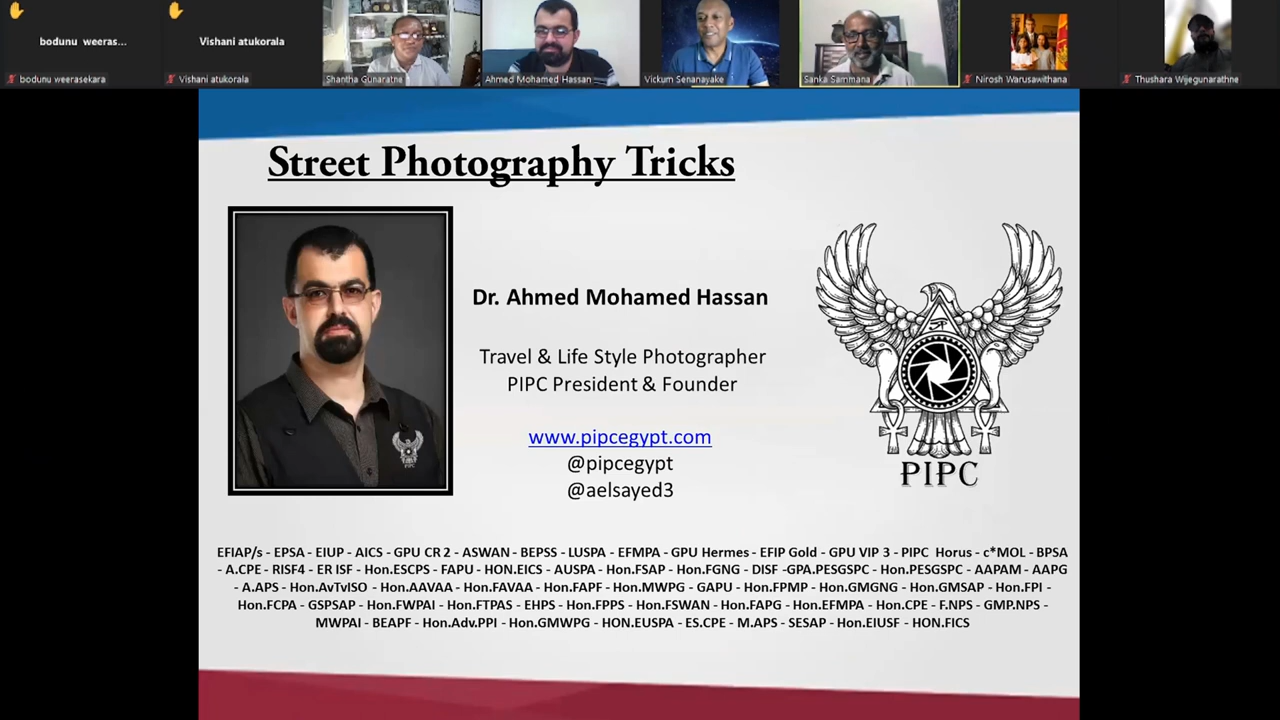 bodunu weeras...
Vishani atukorala
bodunu weerasekara
Vishani atukorala
Shantha Gunaratne
Ahmed Mohamed Hassan
Vickum Senanayake
Sanka Sammana
Nirosh Warusawithana
Thushara Wijegunarathne
Street Photography Tricks
Dr. Ahmed Mohamed Hassan
Travel & Life Style Photographer
PIPC President & Founder
www.pipcegypt.com
@pipcegypt
@aelsayed3
PIPC
EFIAP/s - EPSA - EIUP - AICS - GPU CR 2 - ASWAN - BEPSS - LUSPA - EFMPA - GPU Hermes - EFIP Gold - GPU VIP 3 - PIPC Horus - c*MOL - BPSA
- A.CPE - RISF4 - ER ISF - Hon.ESCPS - FAPU - HON.EICS - AUSPA - Hon.FSAP - Hon.FGNG - DISF -GPA.PESGSPC - Hon.PESGSPC - AAPAM - AAPG
- A.APS - Hon.AvTvISO - Hon.AAVAA - Hon.FAVAA - Hon.FAPF - Hon.MWPG - GAPU - Hon.FPMP - Hon.GMGNG - Hon.GMSAP - Hon.FPI -
Hon.FCPA - GSPSAP - Hon.FWPAI - Hon.FTPAS - EHPS - Hon.FPPS - Hon.FSWAN - Hon.FAPG - Hon.EFMPA - Hon.CPE - F.NPS - GMP.NPS -
MWPAI - BEAPF - Hon.Adv.PPI - Hon.GMWPG - HON.EUSPA - ES.CPE - M.APS - SESAP - Hon.EIUSF - HON.FICS